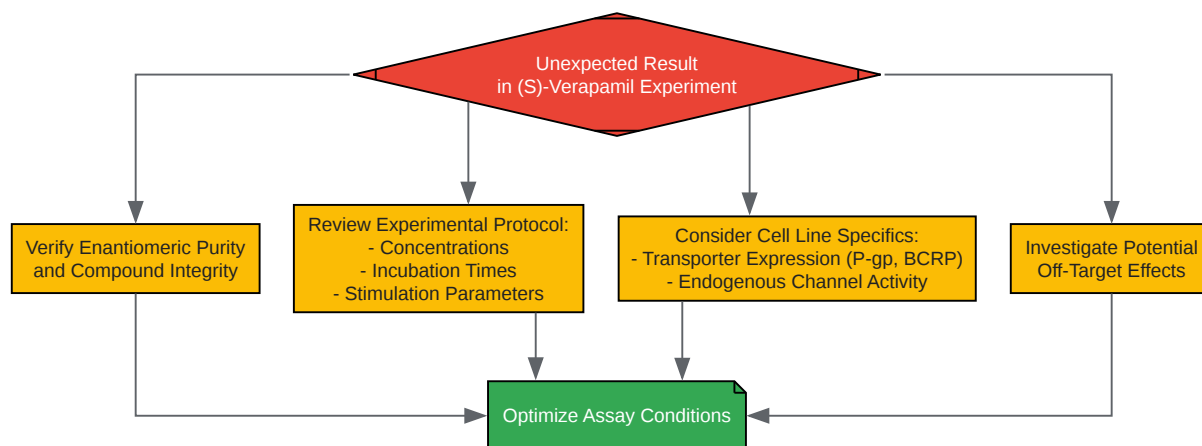 Unexpected Result
in (S)-Verapamil Experiment
Verify Enantiomeric Purity
and Compound Integrity
Review Experimental Protocol:
- Concentrations
- Incubation Times
- Stimulation Parameters
Consider Cell Line Specifics:
- Transporter Expression (P-gp, BCRP)
- Endogenous Channel Activity
Investigate Potential
Off-Target Effects
Optimize Assay Conditions